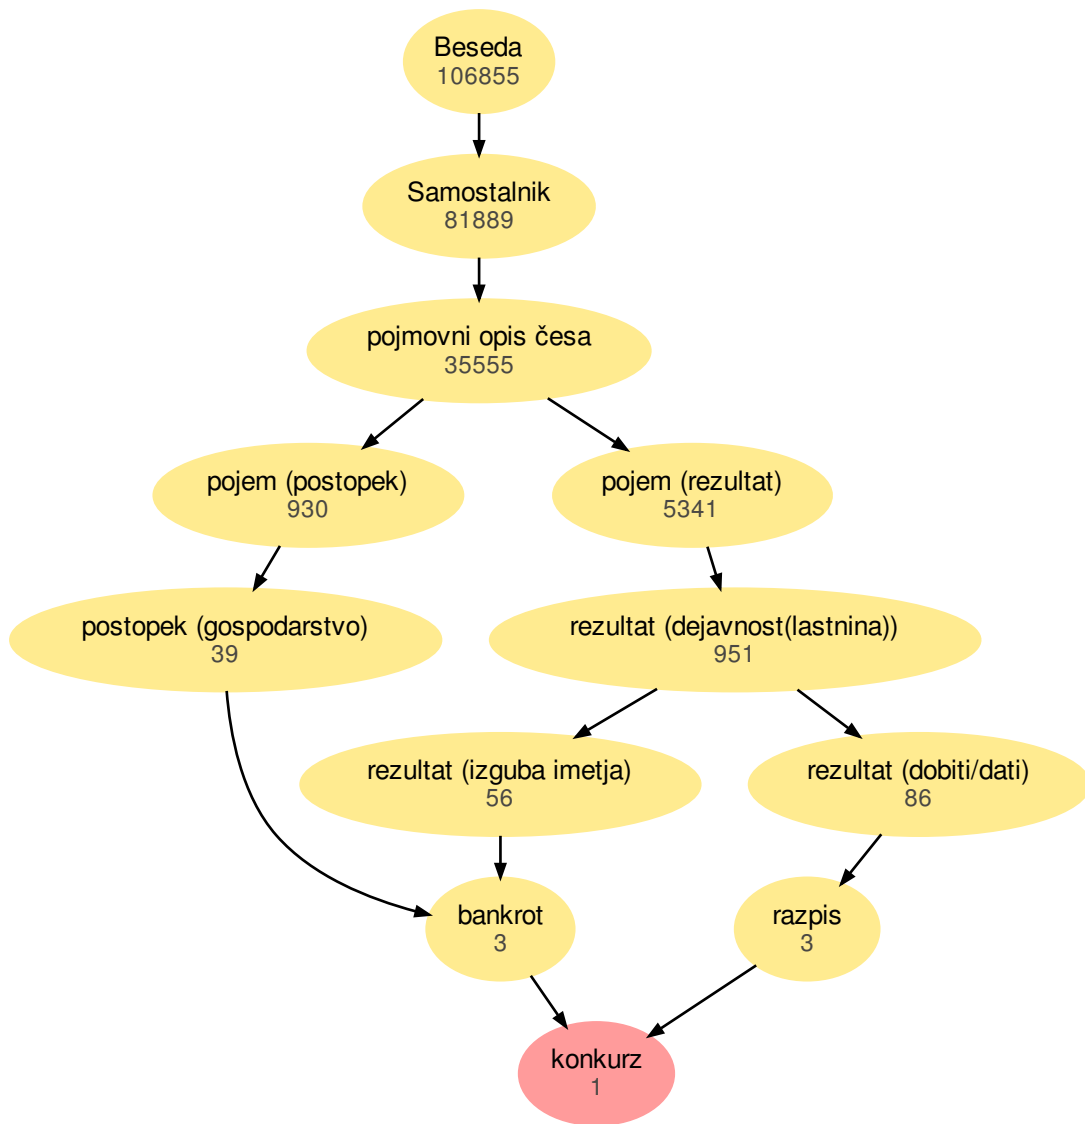 Beseda
106855
Samostalnik
81889
pojmovni opis česa
35555
pojem (postopek)
930
pojem (rezultat)
5341
postopek (gospodarstvo)
39
rezultat (dejavnost(lastnina))
951
rezultat (izguba imetja)
56
rezultat (dobiti/dati)
86
bankrot
3
razpis
3
konkurz
1